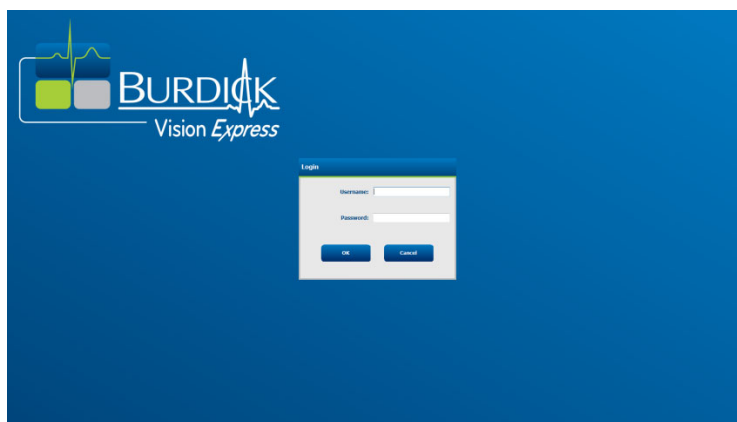 BURDICK
Vision Express
Login
Username:
Password:
OK Cancel